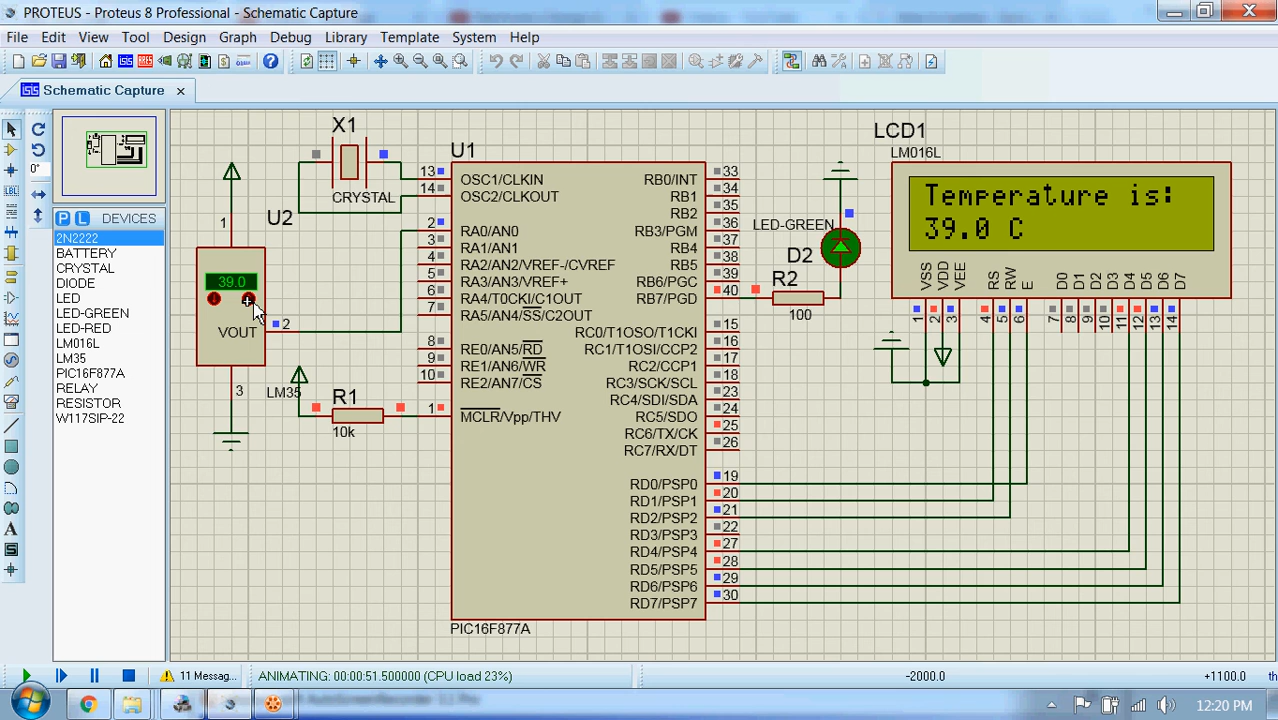 PROTEUS - Proteus 8 Professional - Schematic Capture
File Edit View Tool Design Graph Debug Library Template System Help
Schematic Capture
0°
P L DEVICES
2N2222
BATTERY
CRYSTAL
DIODE
LED
LED-GREEN
LED-RED
LM016L
LM35
PIC16F877A
RELAY
RESISTOR
W117SIP-22
X1
CRYSTAL
U2
1
39.0
VOUT
2
3
LM35
R1
10k
U1
13 OSC1/CLKIN
14 OSC2/CLKOUT
2 RA0/AN0
3 RA1/AN1
4 RA2/AN2/VREF-/CVREF
5 RA3/AN3/VREF+
6 RA4/T0CKI/C1OUT
7 RA5/AN4/SS/C2OUT
8 RE0/AN5/RD
9 RE1/AN6/WR
10 RE2/AN7/CS
1 MCLR/Vpp/THV
RB0/INT 33
RB1 34
RB2 35
RB3/PGM 36
RB4 37
RB5 38
RB6/PGC 39
RB7/PGD 40
RC0/T1OSO/T1CKI 15
RC1/T1OSI/CCP2 16
RC2/CCP1 17
RC3/SCK/SCL 18
RC4/SDI/SDA 23
RC5/SDO 24
RC6/TX/CK 25
RC7/RX/DT 26
RD0/PSP0 19
RD1/PSP1 20
RD2/PSP2 21
RD3/PSP3 22
RD4/PSP4 27
RD5/PSP5 28
RD6/PSP6 29
RD7/PSP7 30
PIC16F877A
LED-GREEN
D2
R2
100
LCD1
LM016L
Temperature is:
39.0 C
VSS VDD VEE RS RW E D0 D1 D2 D3 D4 D5 D6 D7
1 2 3 4 5 6 7 8 9 10 11 12 13 14
11 Messag...
ANIMATING: 00:00:51.500000 (CPU load 23%)
-2000.0
+1100.0
th
12:20 PM